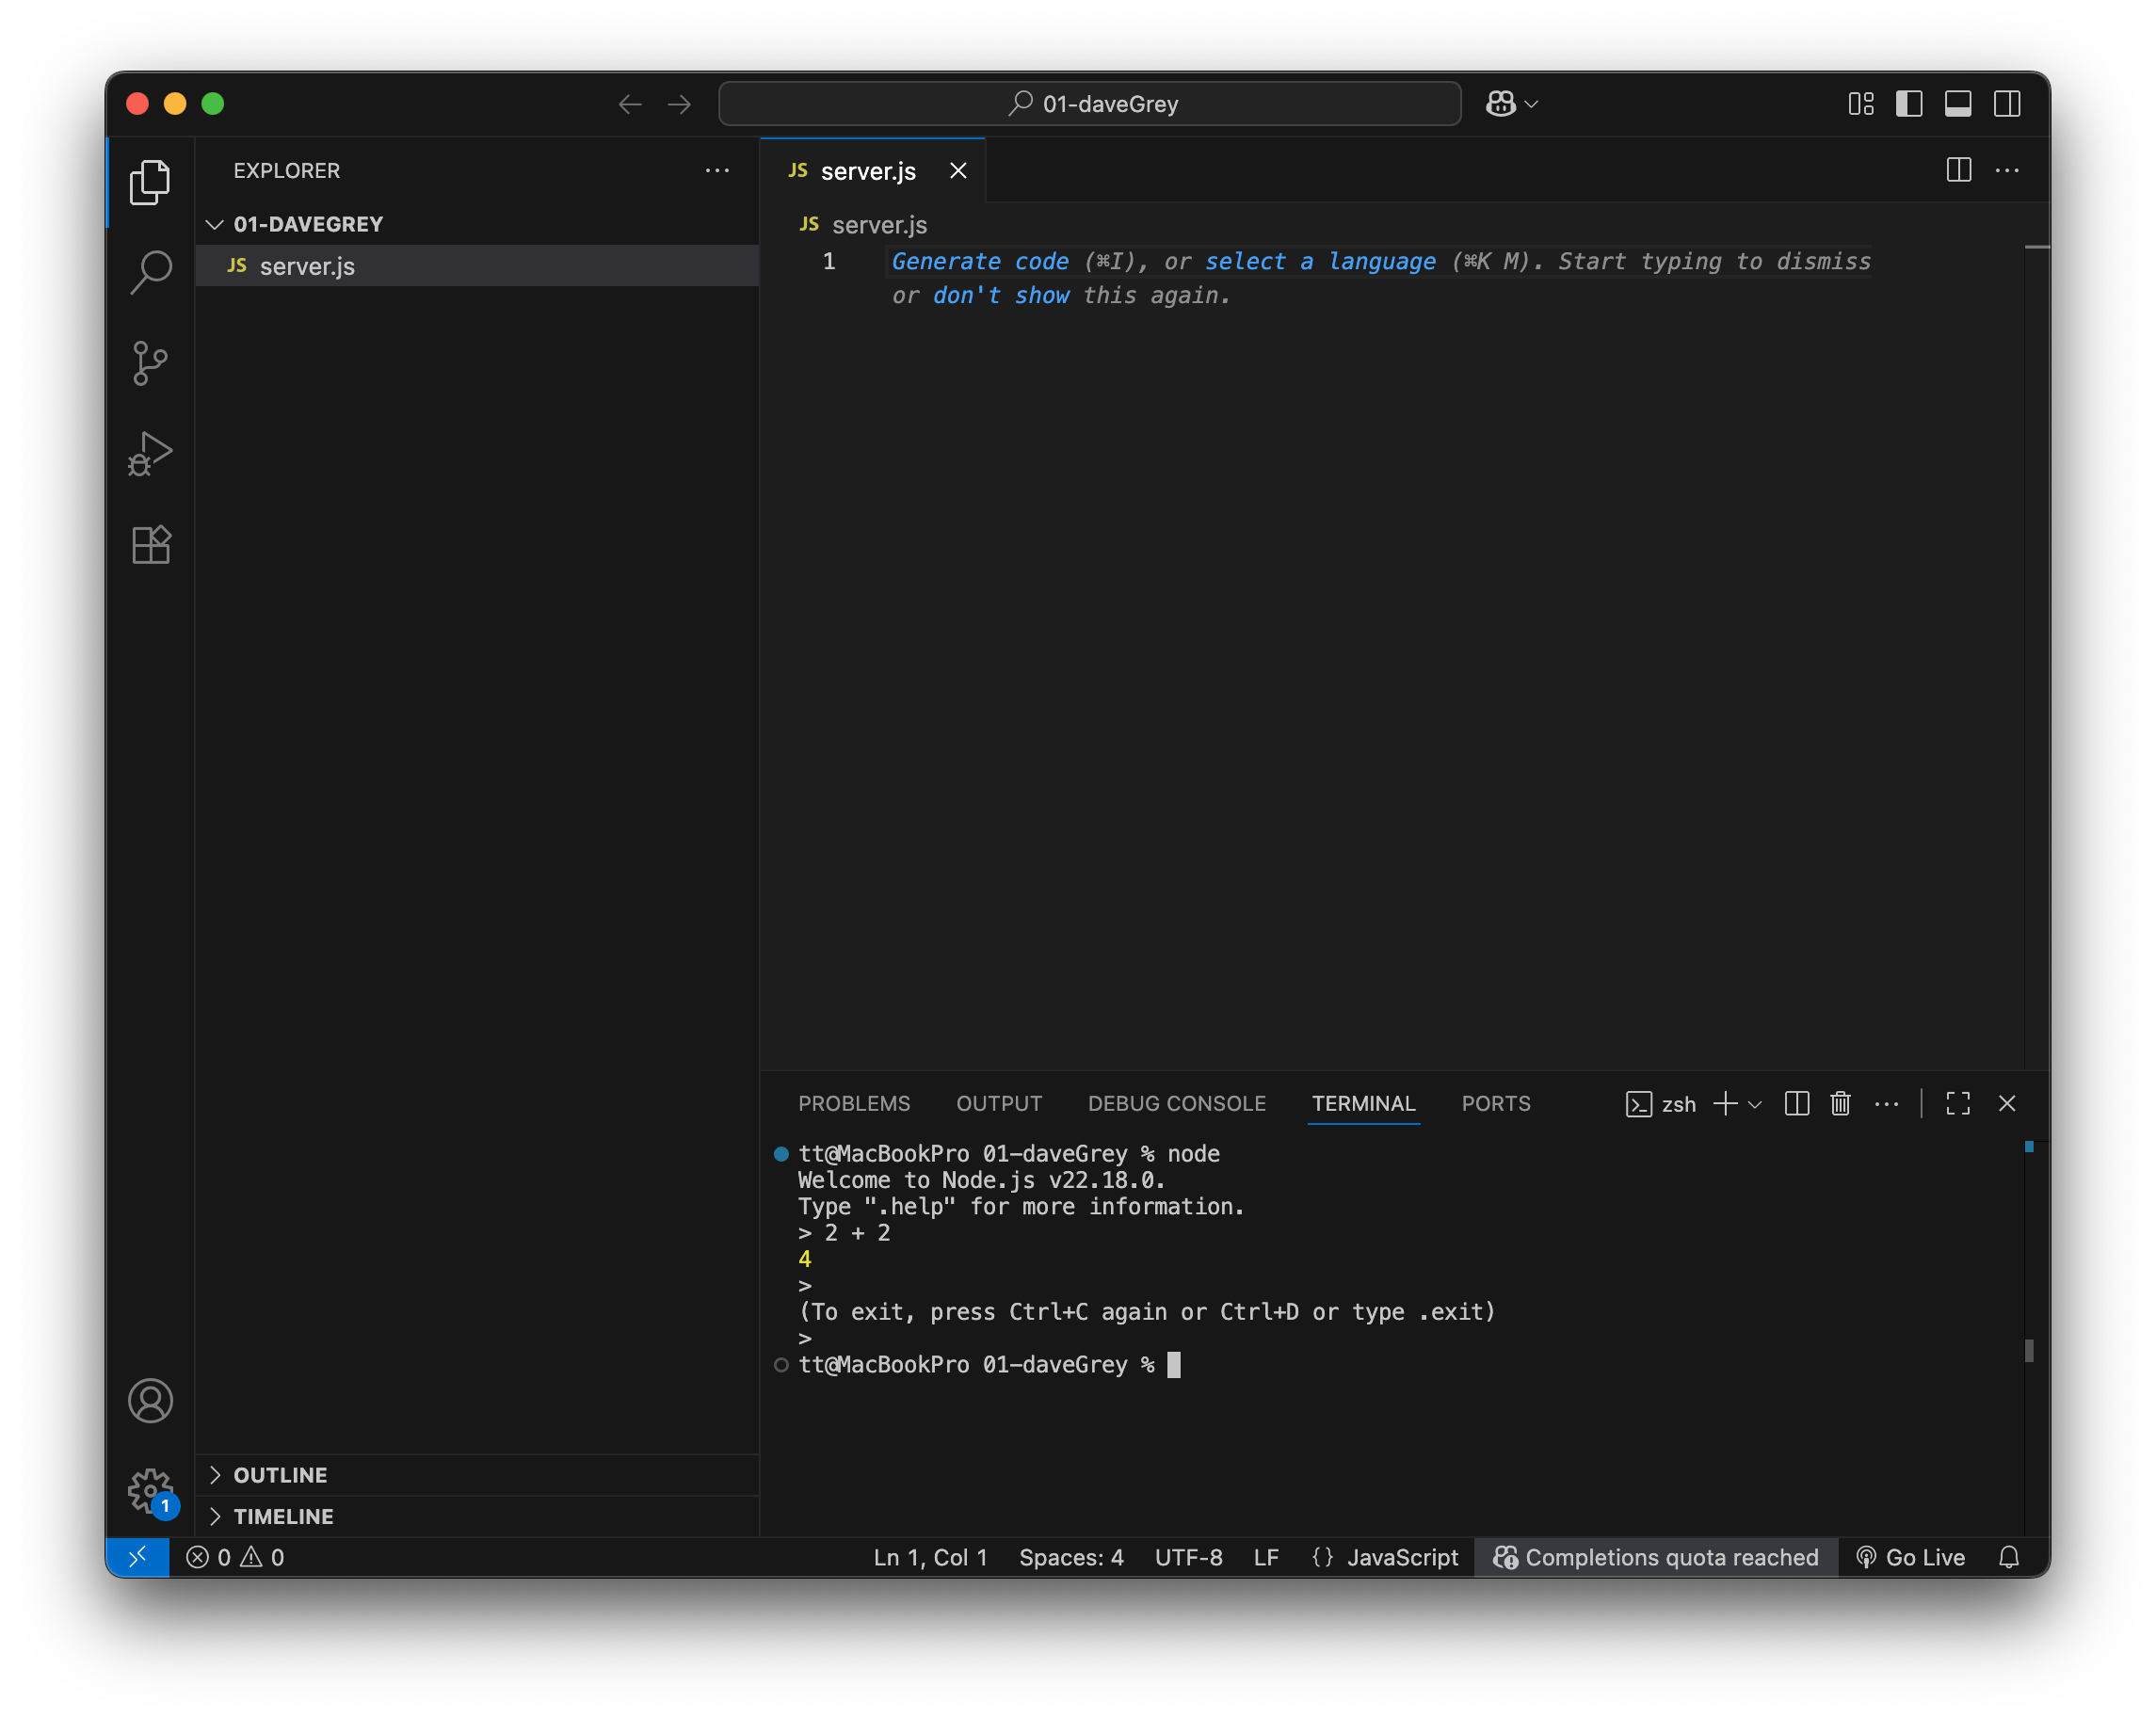 01-daveGrey
EXPLORER
01-DAVEGREY
JS server.js
OUTLINE
TIMELINE
JS server.js
JS server.js
1 Generate code (⌘I), or select a language (⌘K M). Start typing to dismiss
or don't show this again.
PROBLEMS OUTPUT DEBUG CONSOLE TERMINAL PORTS zsh
tt@MacBookPro 01-daveGrey % node
Welcome to Node.js v22.18.0.
Type ".help" for more information.
> 2 + 2
4
>
(To exit, press Ctrl+C again or Ctrl+D or type .exit)
>
tt@MacBookPro 01-daveGrey %
1
0 0 Ln 1, Col 1 Spaces: 4 UTF-8 LF {} JavaScript Completions quota reached Go Live